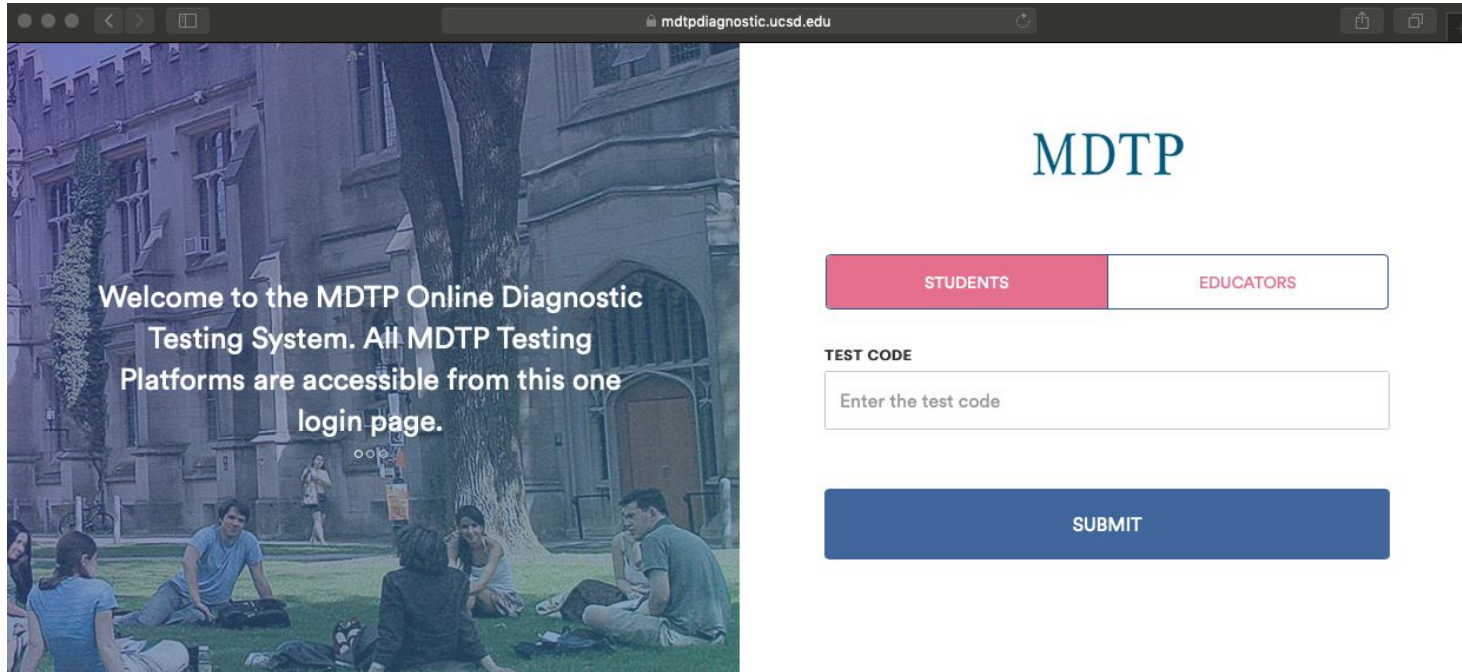 mdtpdiagnostic.ucsd.edu
Welcome to the MDTP Online Diagnostic
Testing System. All MDTP Testing
Platforms are accessible from this one
login page.
MDTP
STUDENTS
EDUCATORS
TEST CODE
Enter the test code
SUBMIT